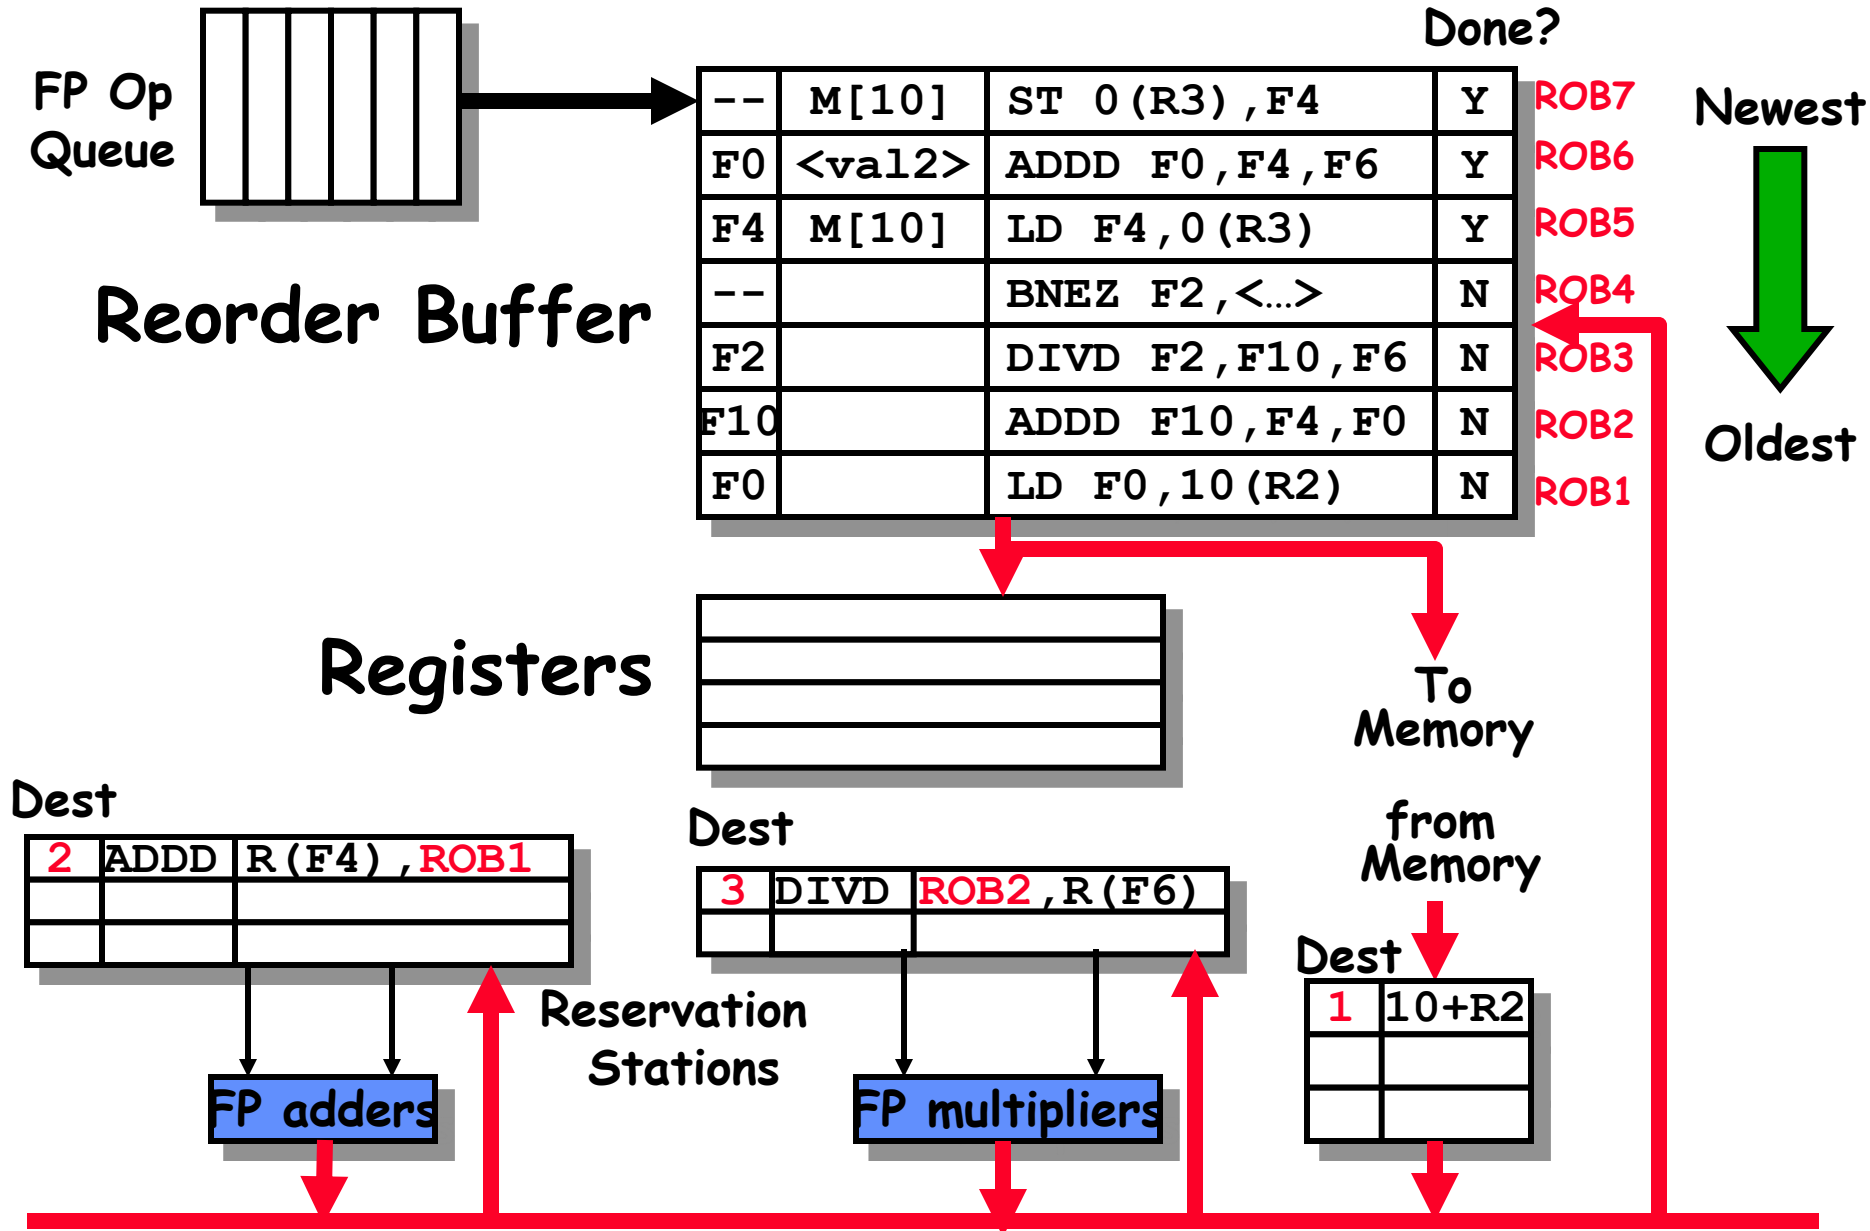 Done?
FP Op
Queue
-- M[10] ST 0(R3),F4 Y ROB7
F0 <val2> ADDD F0,F4,F6 Y ROB6
F4 M[10] LD F4,0(R3) Y ROB5
-- BNEZ F2,<…> N ROB4
F2 DIVD F2,F10,F6 N ROB3
F10 ADDD F10,F4,F0 N ROB2
F0 LD F0,10(R2) N ROB1
Newest
Oldest
Reorder Buffer
Registers
To
Memory
from
Memory
Dest
2 ADDD R(F4),ROB1
Dest
3 DIVD ROB2,R(F6)
Dest
1 10+R2
Reservation
Stations
FP adders
FP multipliers